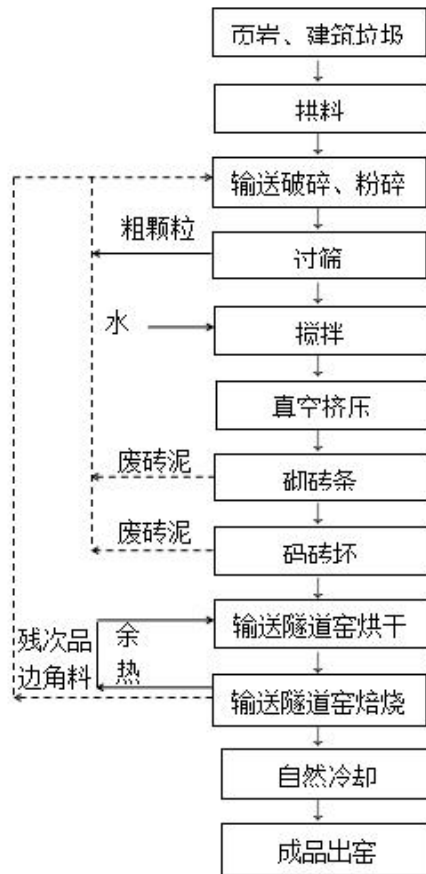 页岩、建筑垃圾
拱料
输送破碎、粉碎
粗颗粒
讨筛
水
搅拌
真空挤压
废砖泥
砌砖条
废砖泥
码砖坯
残次品
边角料
余
热
输送隧道窑烘干
输送隧道窑焙烧
自然冷却
成品出窑